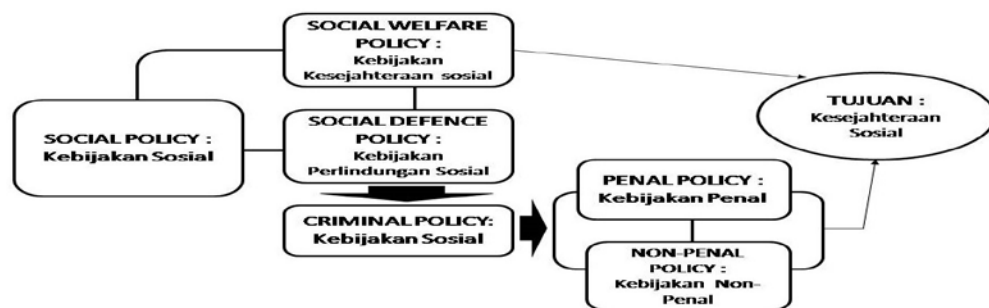 SOCIAL WELFARE
POLICY :
Kebijakan
Kesejahteraan sosial
SOCIAL POLICY :
Kebijakan Sosial
SOCIAL DEFENCE
POLICY :
Kebijakan
Perlindungan Sosial
CRIMINAL POLICY:
Kebijakan Sosial
PENAL POLICY :
Kebijakan Penal
NON-PENAL
POLICY :
Kebijakan Non-
Penal
TUJUAN :
Kesejahteraan
Sosial